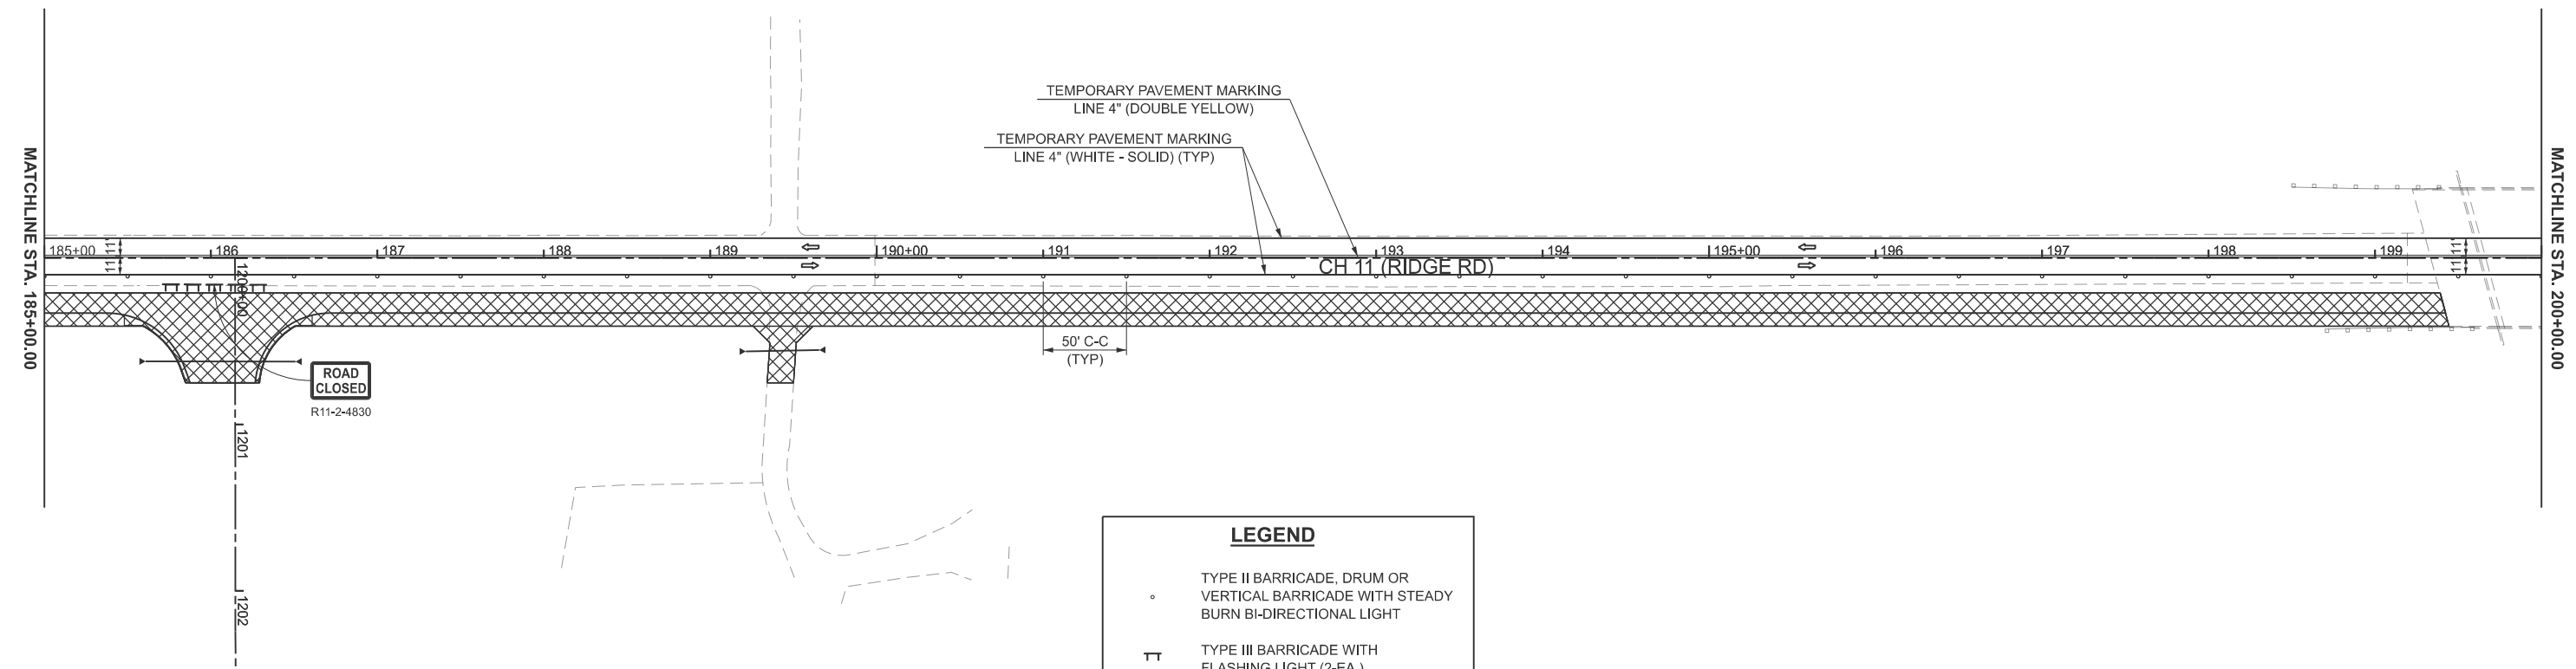 TEMPORARY PAVEMENT MARKING
LINE 4" (DOUBLE YELLOW)
TEMPORARY PAVEMENT MARKING
LINE 4" (WHITE - SOLID) (TYP)
MATCHLINE STA. 185+00.00
MATCHLINE STA. 200+00.00
185+00
186
187
188
189
190+00
191
192
193
194
195+00
196
197
198
199
11'
11'
11'
11'
CH 11 (RIDGE RD)
1200+00
1201
1202
ROAD
CLOSED
R11-2-4830
50' C-C
(TYP)
LEGEND
TYPE II BARRICADE, DRUM OR
VERTICAL BARRICADE WITH STEADY
BURN BI-DIRECTIONAL LIGHT
TYPE III BARRICADE WITH
FLASHING LIGHT (2-EA.)